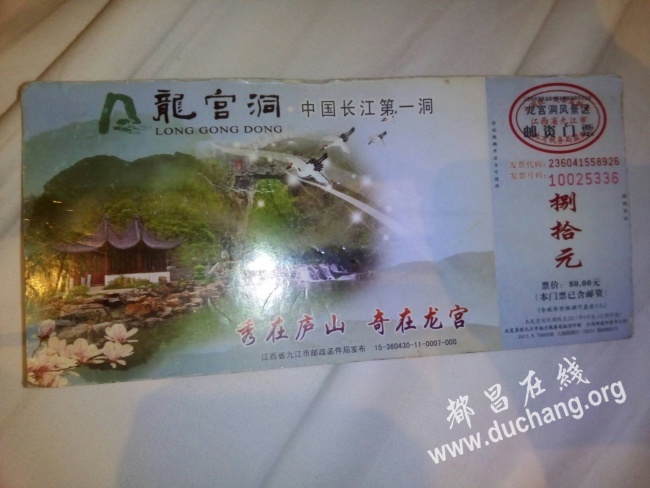 龍宫洞
LONG GONG DONG
中国长江第一洞
龙宫洞风景区
江西省九江市
邮资门票
发票代码:236041558926
发票号码:10025336
捌拾元
票价:80.00元
(本门票已含邮资)
秀在庐山 奇在龙宫
江西省九江市邮政函件局发布 15-360430-11-0007-000
都昌在綫
www.duchang.org